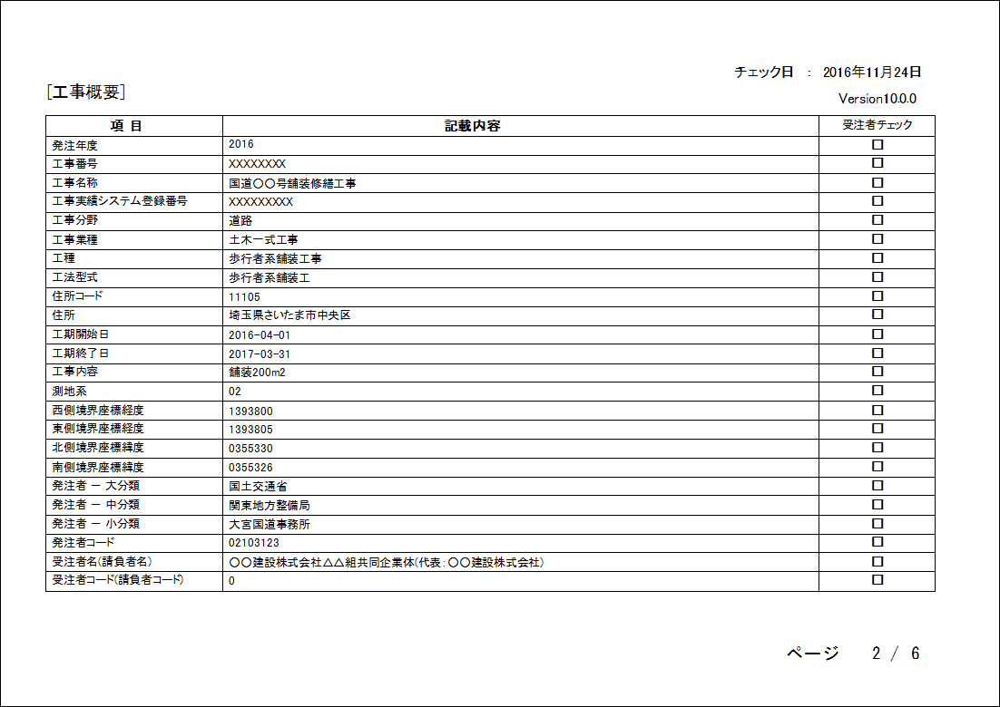 チェック日 ： 2016年11月24日
[工事概要]
Version10.0.0
項 目 記載内容 受注者チェック
発注年度 2016 □
工事番号 XXXXXXXX □
工事名称 国道〇〇号舗装修繕工事 □
工事実績システム登録番号 XXXXXXXXX □
工事分野 道路 □
工事業種 土木一式工事 □
工種 歩行者系舗装工事 □
工法型式 歩行者系舗装工 □
住所コード 11105 □
住所 埼玉県さいたま市中央区 □
工期開始日 2016-04-01 □
工期終了日 2017-03-31 □
工事内容 舗装200m2 □
測地系 02 □
西側境界座標経度 1393800 □
東側境界座標経度 1393805 □
北側境界座標緯度 0355330 □
南側境界座標緯度 0355326 □
発注者 － 大分類 国土交通省 □
発注者 － 中分類 関東地方整備局 □
発注者 － 小分類 大宮国道事務所 □
発注者コード 02103123 □
受注者名(請負者名) 〇〇建設株式会社△△組共同企業体(代表：〇〇建設株式会社) □
受注者コード(請負者コード) 0 □
ページ 2 / 6